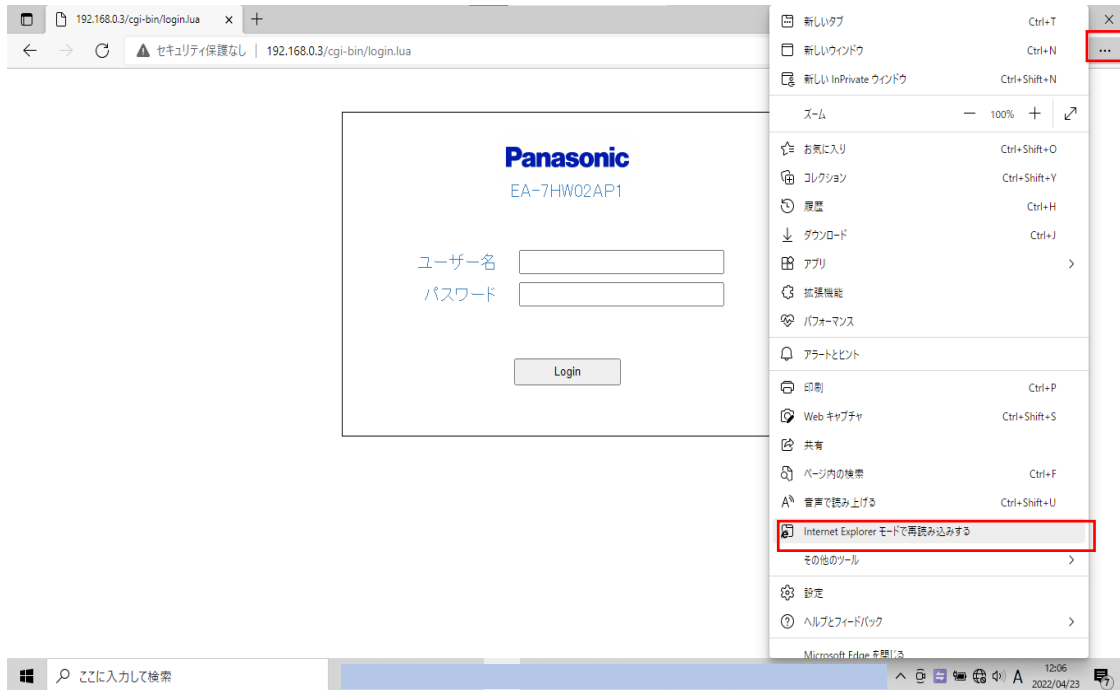 192.168.0.3/cgi-bin/login.lua
セキュリティ保護なし | 192.168.0.3/cgi-bin/login.lua
Panasonic
EA-7HW02AP1
ユーザー名
パスワード
Login
新しいタブ Ctrl+T
新しいウィンドウ Ctrl+N
新しい InPrivate ウィンドウ Ctrl+Shift+N
ズーム 100%
お気に入り Ctrl+Shift+O
コレクション Ctrl+Shift+Y
履歴 Ctrl+H
ダウンロード Ctrl+J
アプリ
拡張機能
パフォーマンス
アラートとヒント
印刷 Ctrl+P
Web キャプチャ Ctrl+Shift+S
共有
ページ内の検索 Ctrl+F
音声で読み上げる Ctrl+Shift+U
Internet Explorer モードで再読み込みする
その他のツール
設定
ヘルプとフィードバック
Microsoft Edge を閉じる
ここに入力して検索
A
12:06
2022/04/23
7